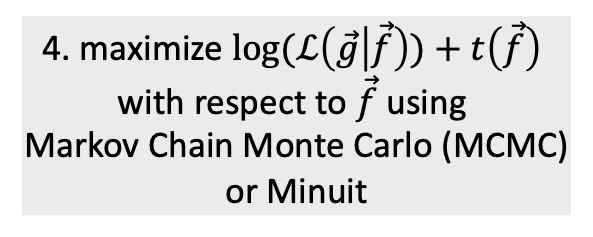 4. maximize log(ℒ(g⃗|f⃗)) + t(f⃗)
with respect to f⃗ using
Markov Chain Monte Carlo (MCMC)
or Minuit